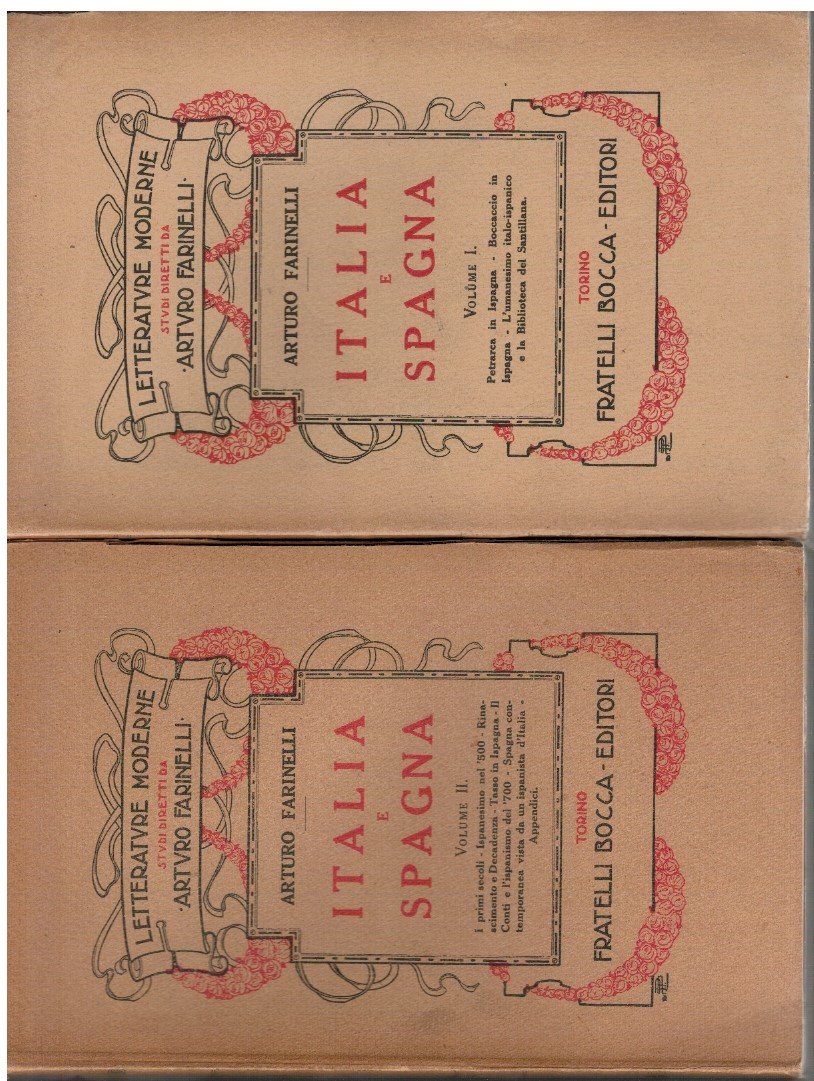 LETTERATVRE MODERNE
STVDI DIRETTI DA
·ARTVRO FARINELLI·
ARTURO FARINELLI
ITALIA
E
SPAGNA
VOLUME I.
Petrarca in Ispagna - Boccaccio in
Ispagna - L'umanesimo italo-ispanico
e la Biblioteca del Santillana.
TORINO
FRATELLI BOCCA - EDITORI
LETTERATVRE MODERNE
STVDI DIRETTI DA
·ARTVRO FARINELLI·
ARTURO FARINELLI
ITALIA
E
SPAGNA
VOLUME II.
I primi secoli - Ispanesimo nel '500 - Rina-
scimento e Decadenza - Tasso in Ispagna - Il
Conti e l'ispanismo del '700 - Spagna con-
temporanea vista da un ispanista d'Italia -
Appendici.
TORINO
FRATELLI BOCCA - EDITORI